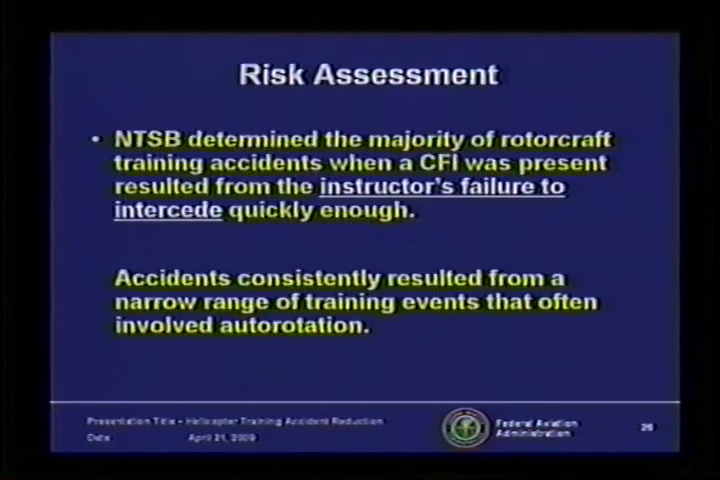 Risk Assessment
• NTSB determined the majority of rotorcraft
training accidents when a CFI was present
resulted from the instructor's failure to
intercede quickly enough.
Accidents consistently resulted from a
narrow range of training events that often
involved autorotation.
Presentation Title - Helicopter Training Accident Reduction
Date April 21, 2009
Federal Aviation
Administration
26